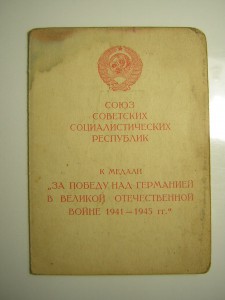 СОЮЗ
СОВЕТСКИХ
СОЦИАЛИСТИЧЕСКИХ
РЕСПУБЛИК
К МЕДАЛИ
„ЗА ПОБЕДУ НАД ГЕРМАНИЕЙ
В ВЕЛИКОЙ ОТЕЧЕСТВЕННОЙ
ВОЙНЕ 1941—1945 гг.“